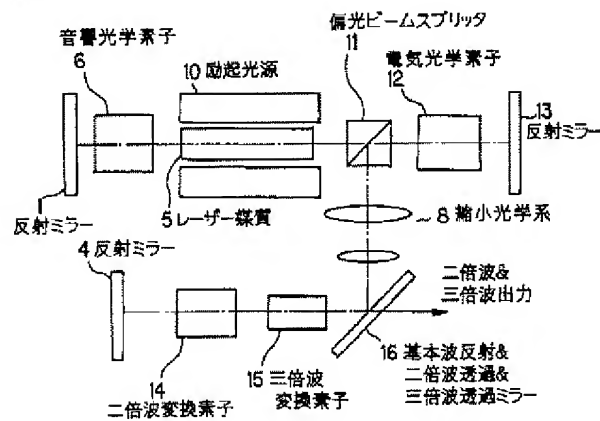 偏光ビームスプリッタ
11
音響光学素子
6
10 励起光源
電気光学素子
12
13
反射ミラー
1
反射ミラー
5 レーザー媒質
8 縮小光学系
4 反射ミラー
二倍波&
三倍波出力
14
二倍波変換素子
15 三倍波
変換素子
16 基本波反射&
二倍波透過&
三倍波透過ミラー